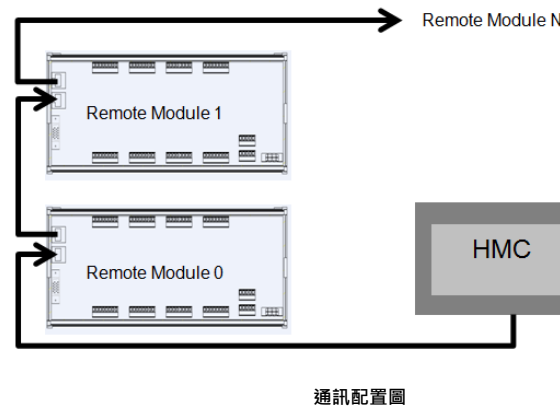 Remote Module N
Remote Module 1
Remote Module 0
HMC
通訊配置圖